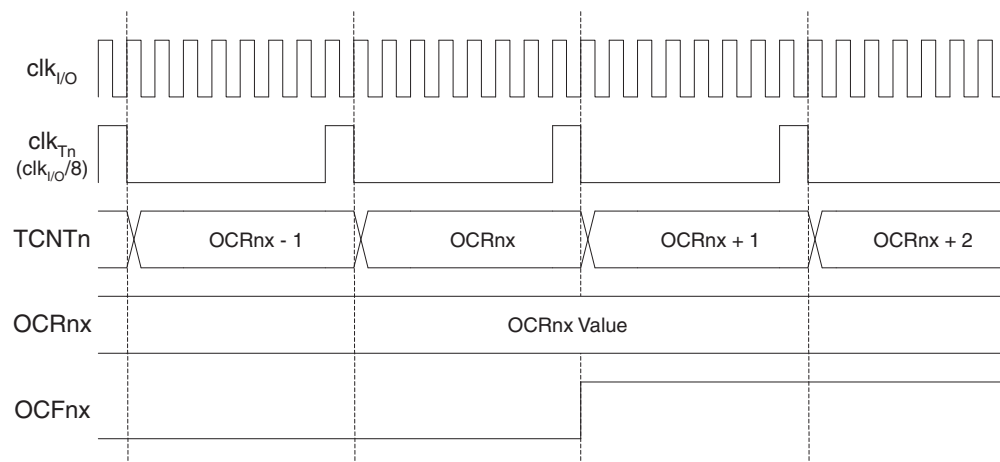 clkI/O
clkTn
(clkI/O/8)
TCNTn
OCRnx - 1
OCRnx
OCRnx + 1
OCRnx + 2
OCRnx
OCRnx Value
OCFnx